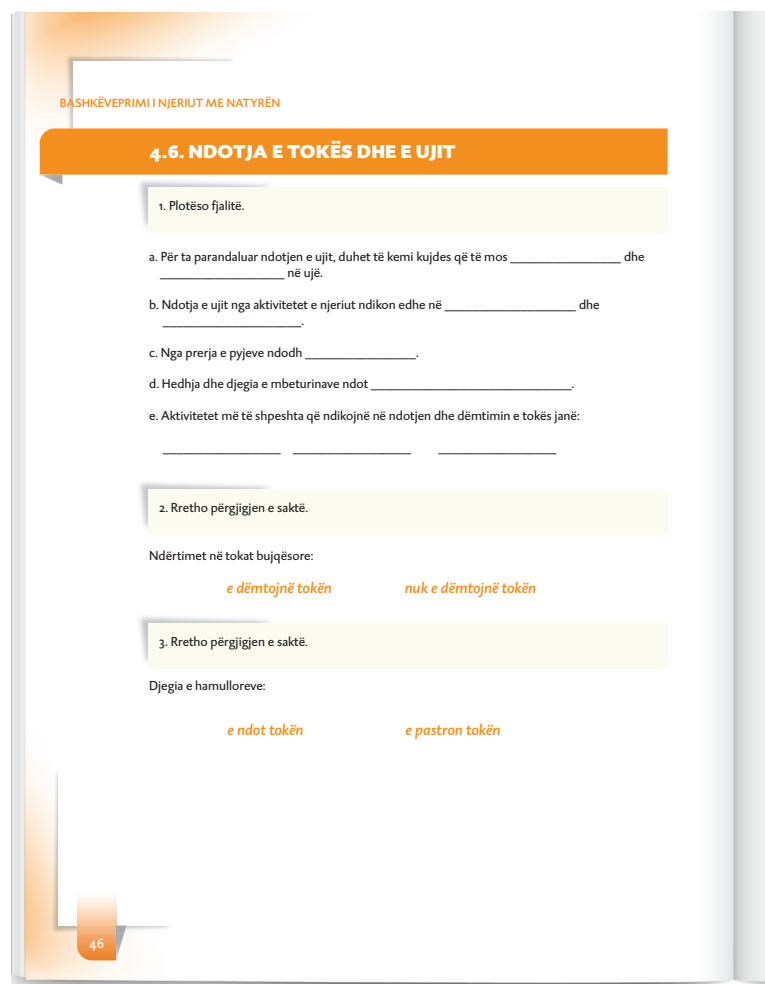 BASHKËVEPRIMI I NJERIUT ME NATYRËN
4.6. NDOTJA E TOKËS DHE E UJIT
1. Plotëso fjalitë.
a. Për ta parandaluar ndotjen e ujit, duhet të kemi kujdes që të mos ________________ dhe
__________________ në ujë.
b. Ndotja e ujit nga aktivitetet e njeriut ndikon edhe në ___________________ dhe
____________________.
c. Nga prerja e pyjeve ndodh ________________.
d. Hedhja dhe djegia e mbeturinave ndot _____________________________.
e. Aktivitetet më të shpeshta që ndikojnë në ndotjen dhe dëmtimin e tokës janë:
_________________ _________________ _________________
2. Rretho përgjigjen e saktë.
Ndërtimet në tokat bujqësore:
e dëmtojnë tokën nuk e dëmtojnë tokën
3. Rretho përgjigjen e saktë.
Djegia e hamulloreve:
e ndot tokën e pastron tokën
46